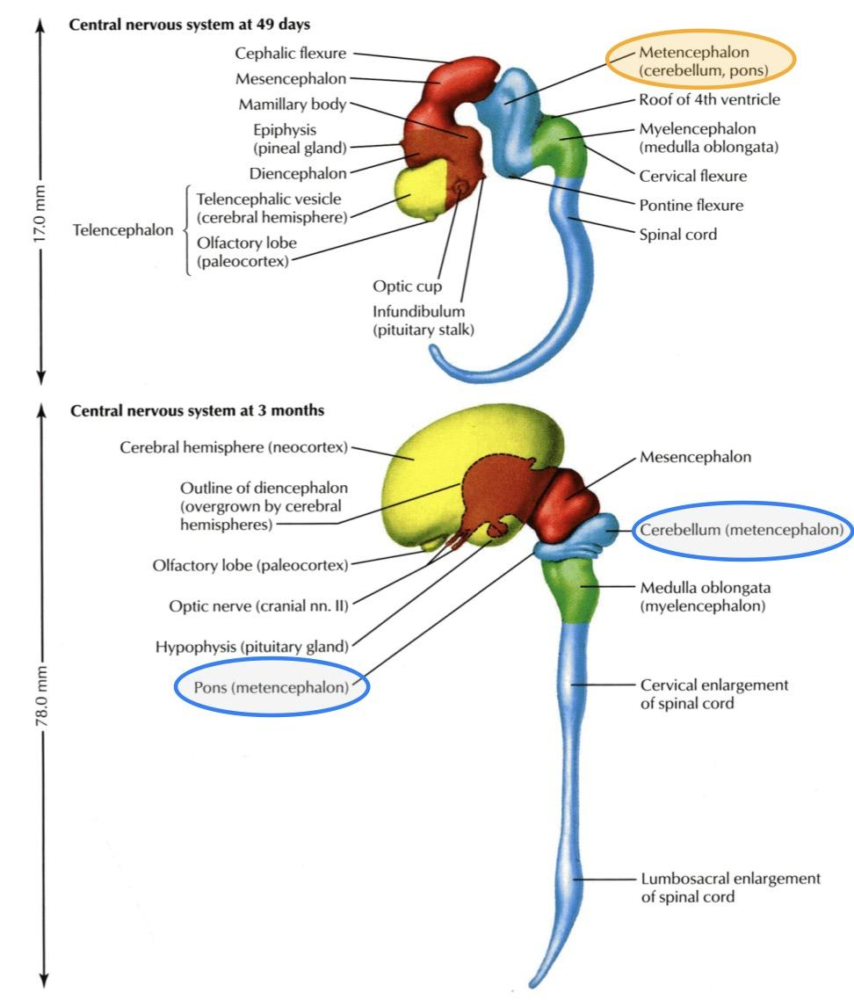 Central nervous system at 49 days
Cephalic flexure
Mesencephalon
Mamillary body
Epiphysis
(pineal gland)
Diencephalon
Telencephalon
Telencephalic vesicle
(cerebral hemisphere)
Olfactory lobe
(paleocortex)
Optic cup
Infundibulum
(pituitary stalk)
Metencephalon
(cerebellum, pons)
Roof of 4th ventricle
Myelencephalon
(medulla oblongata)
Cervical flexure
Pontine flexure
Spinal cord
17.0 mm
Central nervous system at 3 months
Cerebral hemisphere (neocortex)
Outline of diencephalon
(overgrown by cerebral
hemispheres)
Olfactory lobe (paleocortex)
Optic nerve (cranial nn. II)
Hypophysis (pituitary gland)
Pons (metencephalon)
Mesencephalon
Cerebellum (metencephalon)
Medulla oblongata
(myelencephalon)
Cervical enlargement
of spinal cord
Lumbosacral enlargement
of spinal cord
78.0 mm